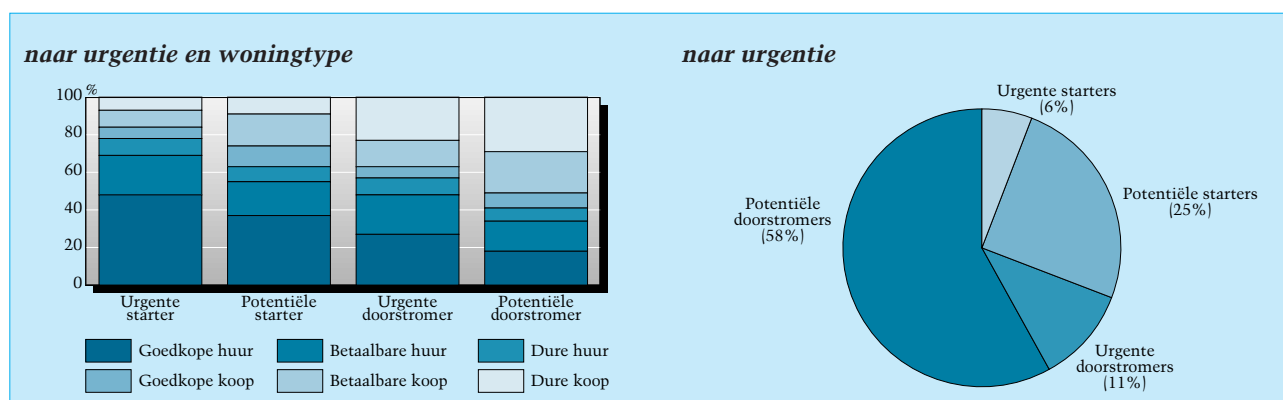 naar urgentie en woningtype
%
100
80
60
40
20
0
Urgente
starter
Potentiële
starter
Urgente
doorstromer
Potentiële
doorstromer
Goedkope huur
Betaalbare huur
Dure huur
Goedkope koop
Betaalbare koop
Dure koop
naar urgentie
Urgente starters
(6%)
Potentiële starters
(25%)
Urgente
doorstromers
(11%)
Potentiële
doorstromers
(58%)